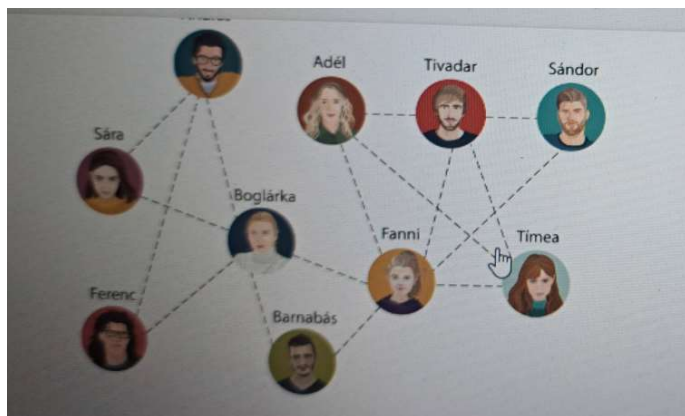 Adél
Tivadar
Sándor
Sára
Boglárka
Fanni
Tímea
Ferenc
Barnabás